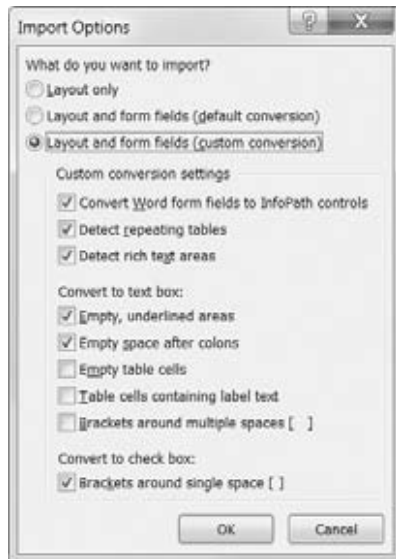 Import Options
What do you want to import?
Layout only
Layout and form fields (default conversion)
Layout and form fields (custom conversion)
Custom conversion settings
Convert Word form fields to InfoPath controls
Detect repeating tables
Detect rich text areas
Convert to text box:
Empty, underlined areas
Empty space after colons
Empty table cells
Table cells containing label text
Brackets around multiple spaces [  ]
Convert to check box:
Brackets around single space [ ]
OK Cancel